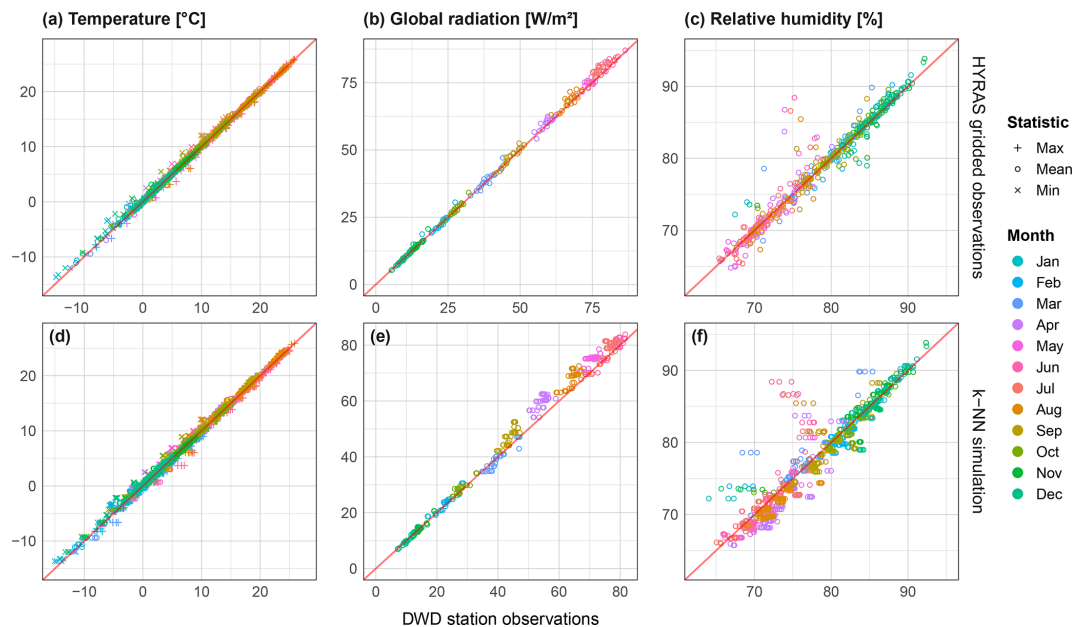 (a) Temperature [°C]
(b) Global radiation [W/m²]
(c) Relative humidity [%]
20
10
0
−10
−10
0
10
20
75
50
25
0
0
25
50
75
90
80
70
70
80
90
HYRAS gridded observations
(d)
20
10
0
−10
−10
0
10
20
(e)
80
60
40
20
0
0
20
40
60
80
(f)
90
80
70
70
80
90
k−NN simulation
DWD station observations
Statistic
Max
Mean
Min
Month
Jan
Feb
Mar
Apr
May
Jun
Jul
Aug
Sep
Oct
Nov
Dec